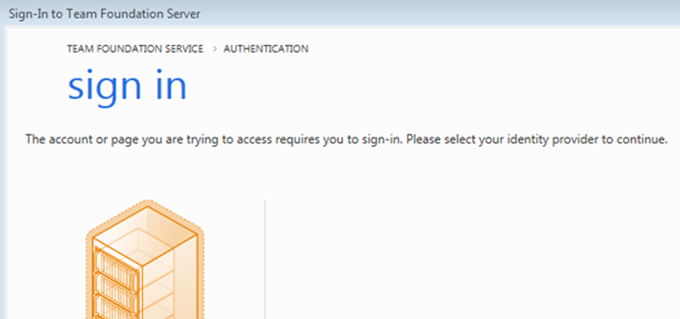 Sign-In to Team Foundation Server
TEAM FOUNDATION SERVICE > AUTHENTICATION
sign in
The account or page you are trying to access requires you to sign-in. Please select your identity provider to continue.